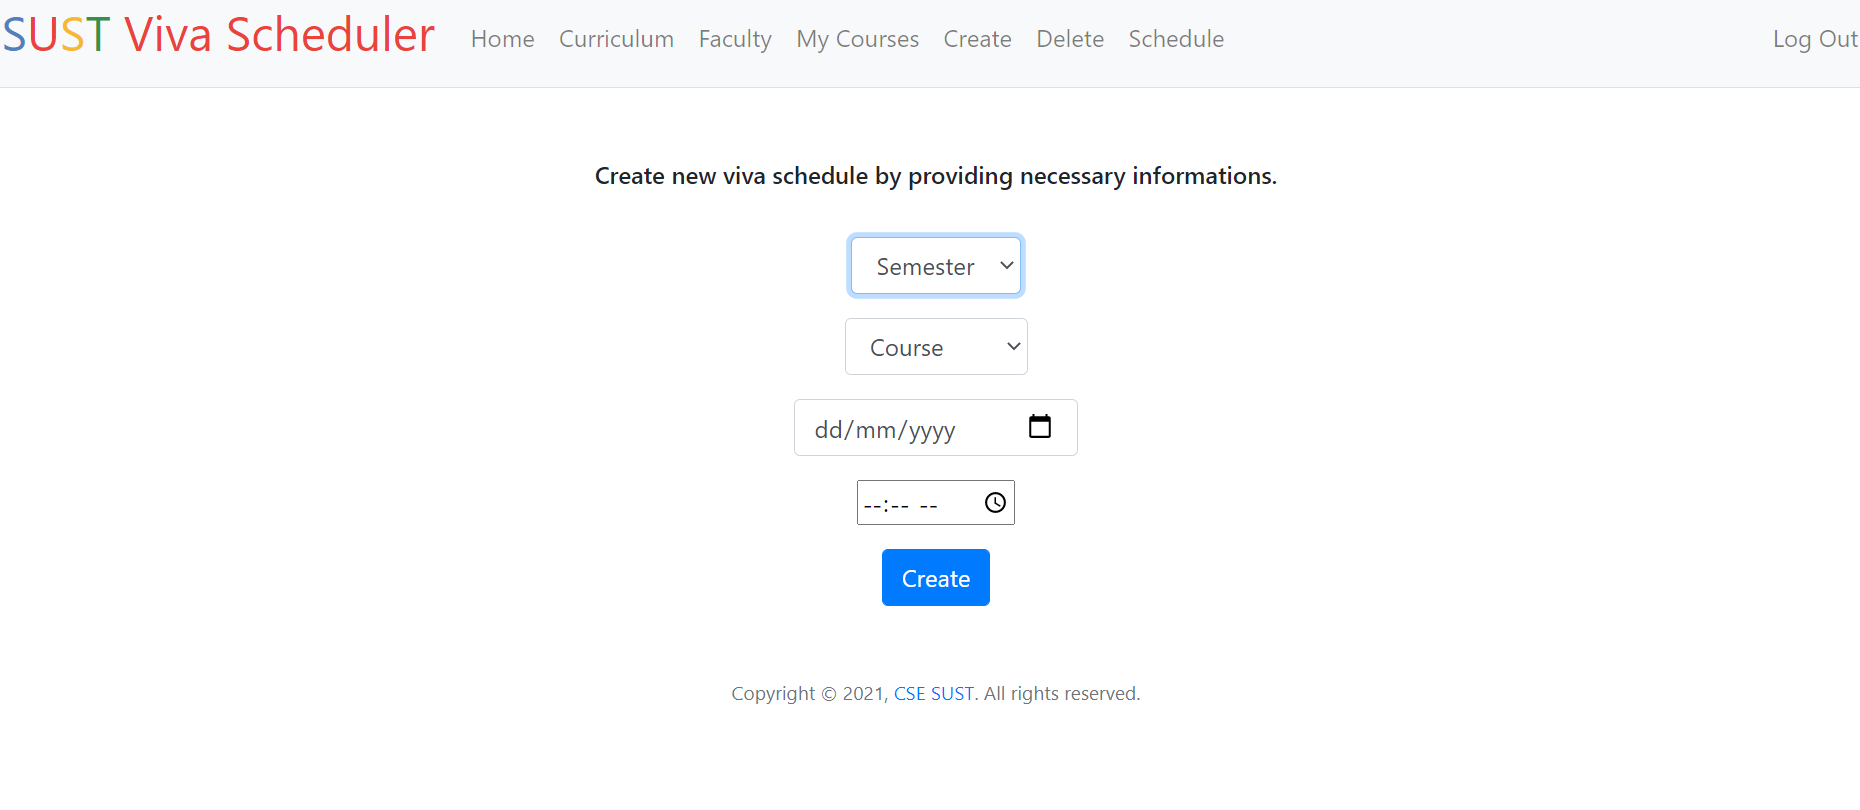 SUST Viva Scheduler Home Curriculum Faculty My Courses Create Delete Schedule Log Out
Create new viva schedule by providing necessary informations.
Semester
Course
dd/mm/yyyy
--:-- --
Create
Copyright © 2021, CSE SUST. All rights reserved.